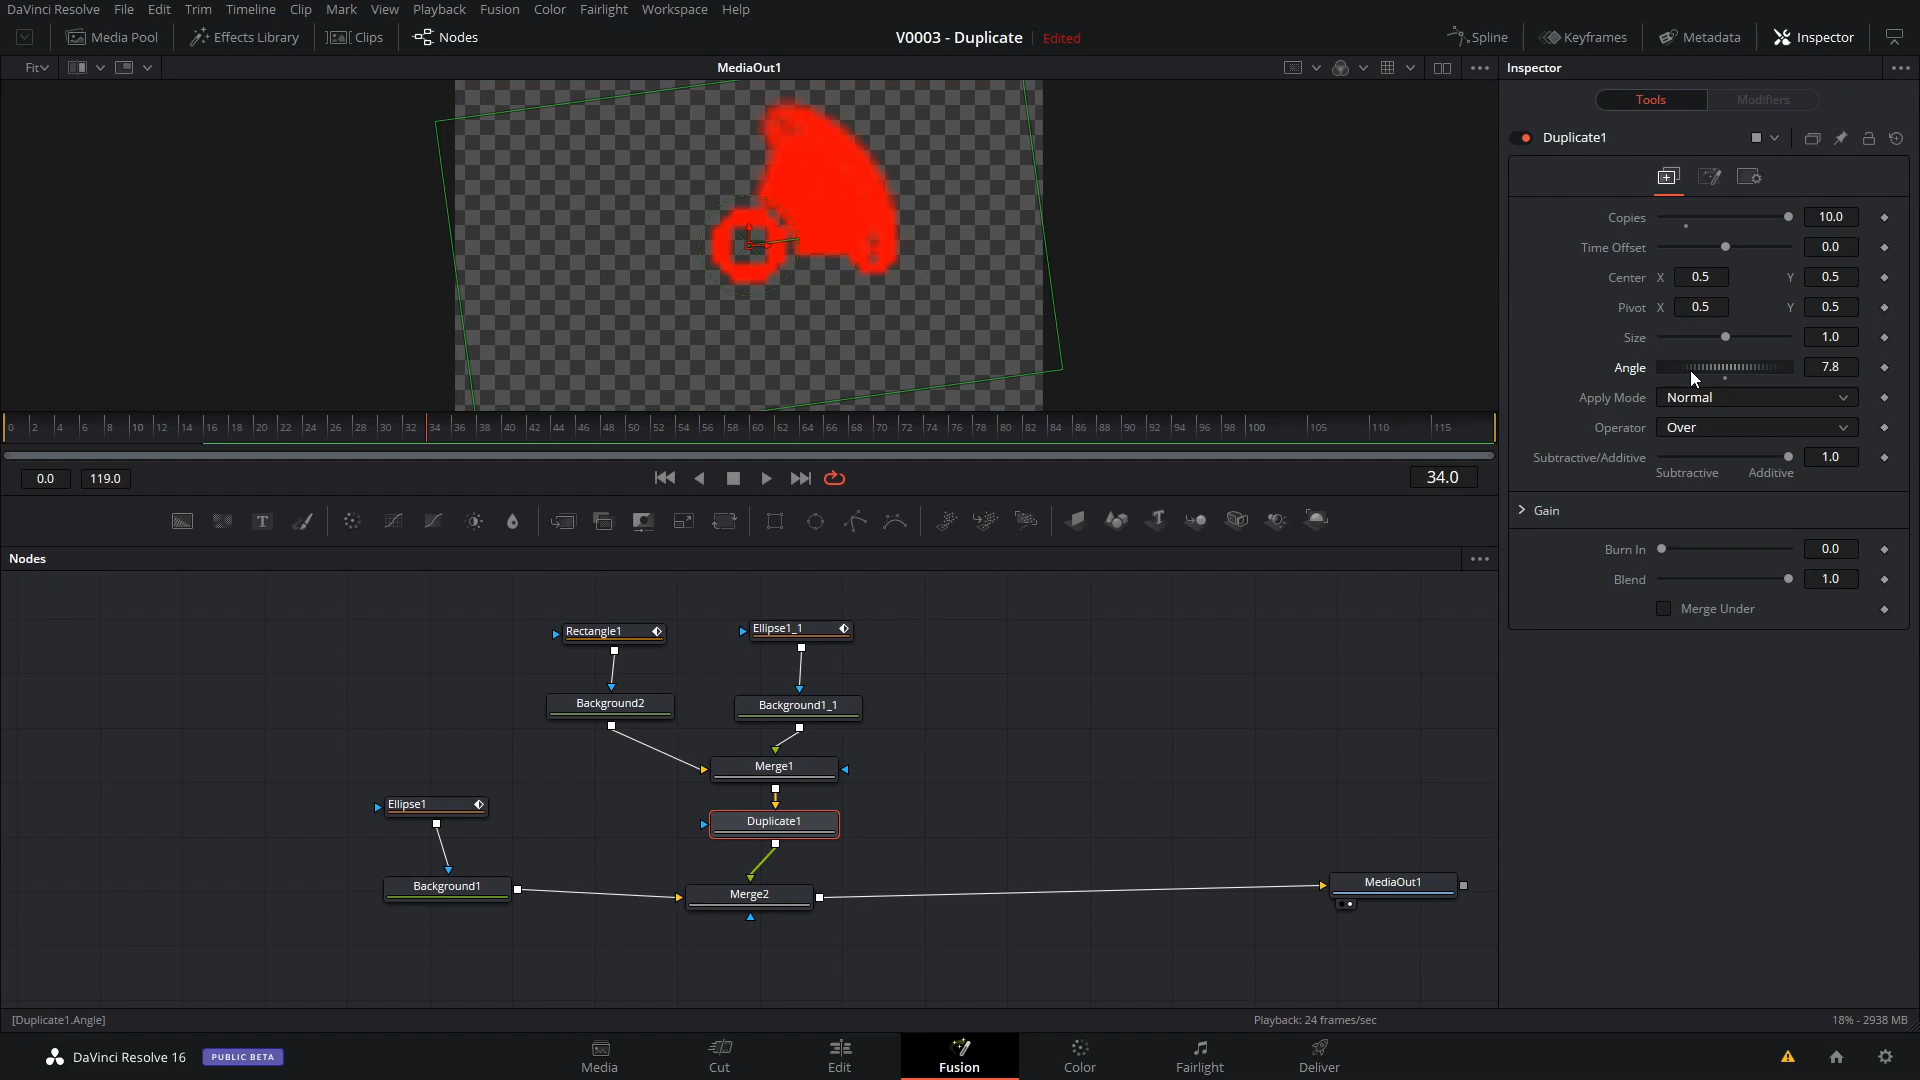 DaVinci Resolve File Edit Trim Timeline Clip Mark View Playback Fusion Color Fairlight Workspace Help
Media Pool Effects Library Clips Nodes V0003 - Duplicate Edited Spline Keyframes Metadata Inspector
Fit MediaOut1 Inspector
Tools Modifiers
Duplicate1
Copies 10.0
Time Offset 0.0
Center X 0.5 Y 0.5
Pivot X 0.5 Y 0.5
Size 1.0
Angle 7.8
Apply Mode Normal
Operator Over
Subtractive/Additive 1.0
Subtractive Additive
Gain
Burn In 0.0
Blend 1.0
Merge Under
0 2 4 6 8 10 12 14 16 18 20 22 24 26 28 30 32 34 36 38 40 42 44 46 48 50 52 54 56 58 60 62 64 66 68 70 72 74 76 78 80 82 84 86 88 90 92 94 96 98 100 105 110 115
0.0 119.0 34.0
T
Nodes
Rectangle1 Ellipse1_1
Background2 Background1_1
Merge1
Ellipse1 Duplicate1
Background1 Merge2 MediaOut1
[Duplicate1.Angle] Playback: 24 frames/sec 18% - 2938 MB
DaVinci Resolve 16 PUBLIC BETA Media Cut Edit Fusion Color Fairlight Deliver